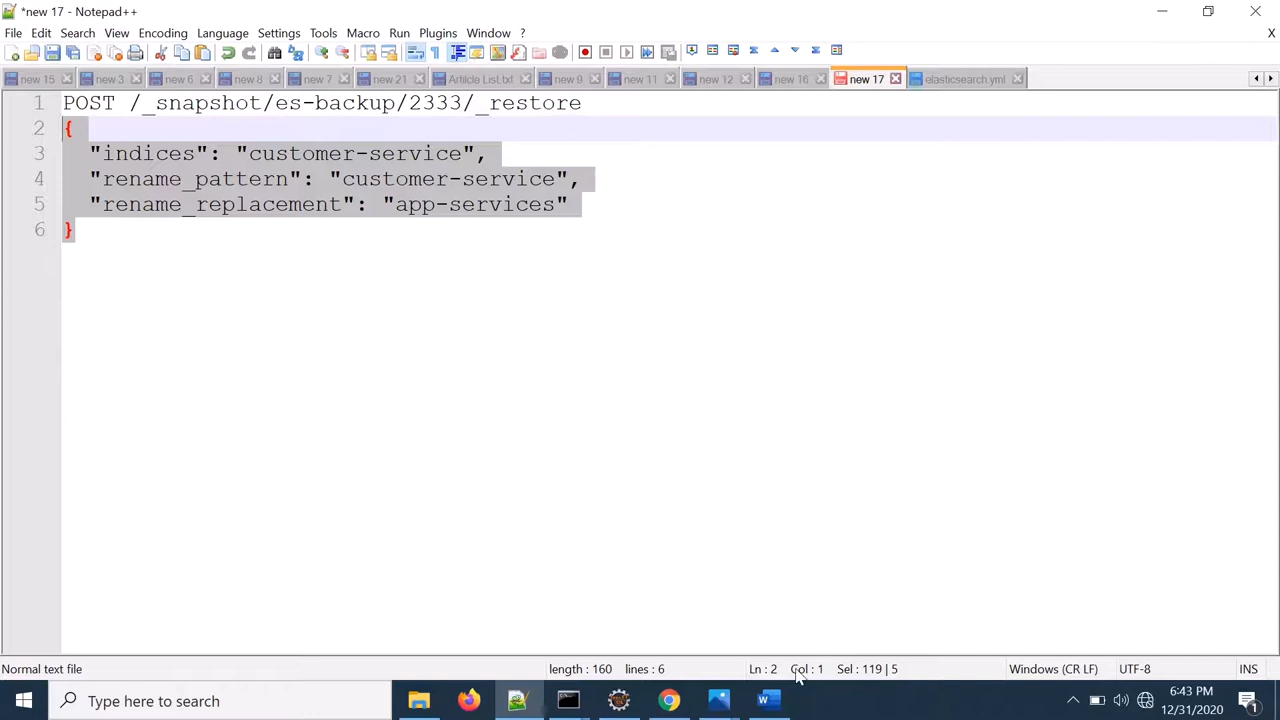 *new 17 - Notepad++
File Edit Search View Encoding Language Settings Tools Macro Run Plugins Window ? X
new 15 new 3 new 6 new 8 new 7 new 21 Artilcle List.txt new 9 new 11 new 12 new 16 new 17 elasticsearch.yml
1 POST /_snapshot/es-backup/2333/_restore
2 {
3 "indices": "customer-service",
4 "rename_pattern": "customer-service",
5 "rename_replacement": "app-services"
6 }
Normal text file length : 160 lines : 6 Ln : 2 Col : 1 Sel : 119 | 5 Windows (CR LF) UTF-8 INS
Type here to search
6:43 PM
12/31/2020
1